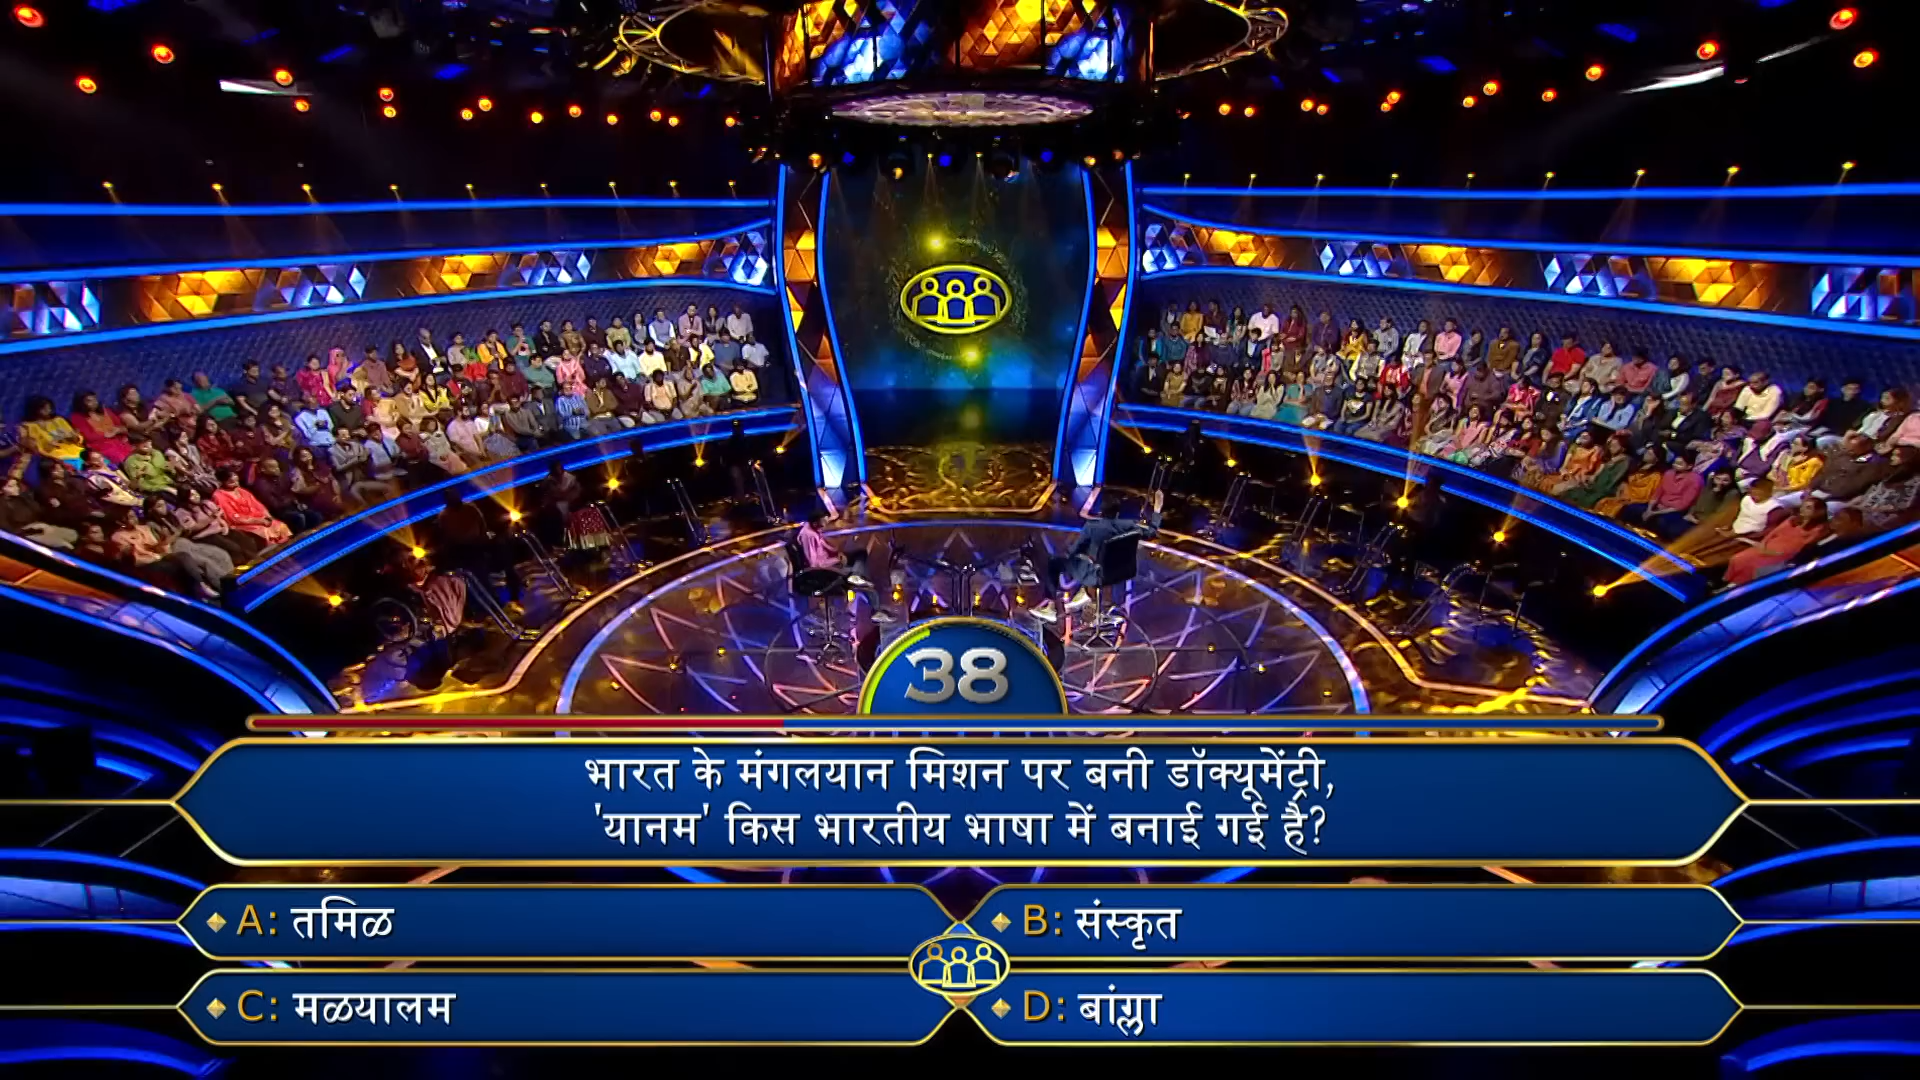 38
भारत के मंगलयान मिशन पर बनी डॉक्यूमेंट्री,
'यानम' किस भारतीय भाषा में बनाई गई है?
A: तमिळ
B: संस्कृत
C: मळयालम
D: बांग्ला